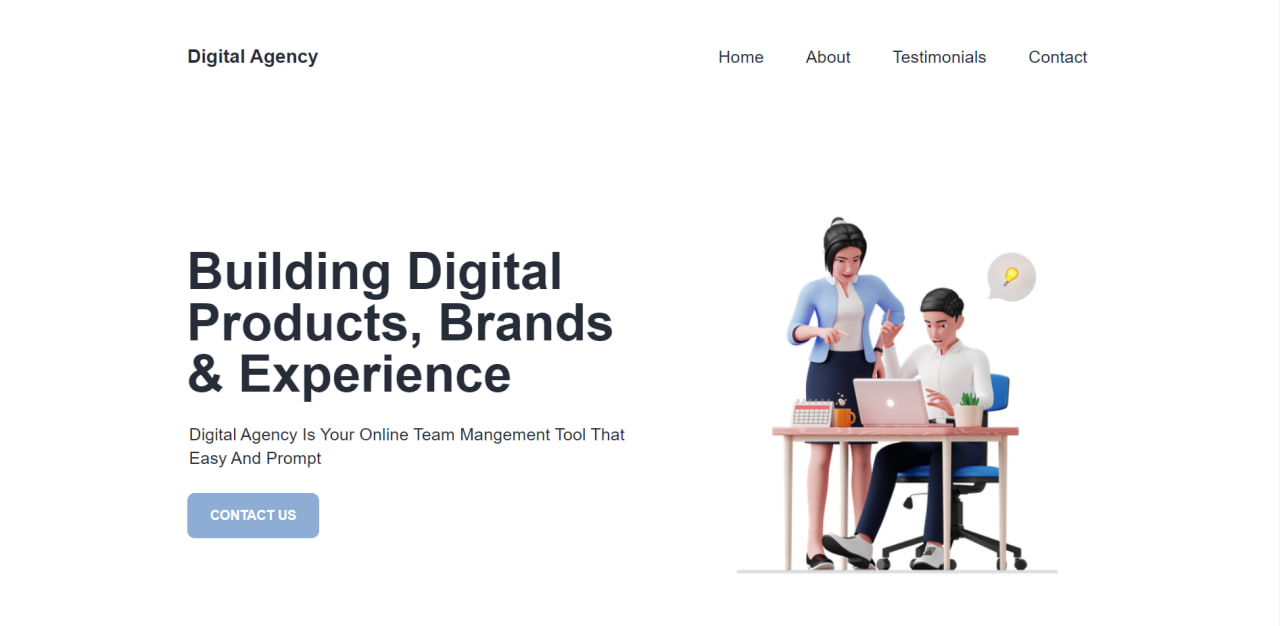 Digital Agency
Home About Testimonials Contact
Building Digital
Products, Brands
& Experience
Digital Agency Is Your Online Team Mangement Tool That
Easy And Prompt
CONTACT US